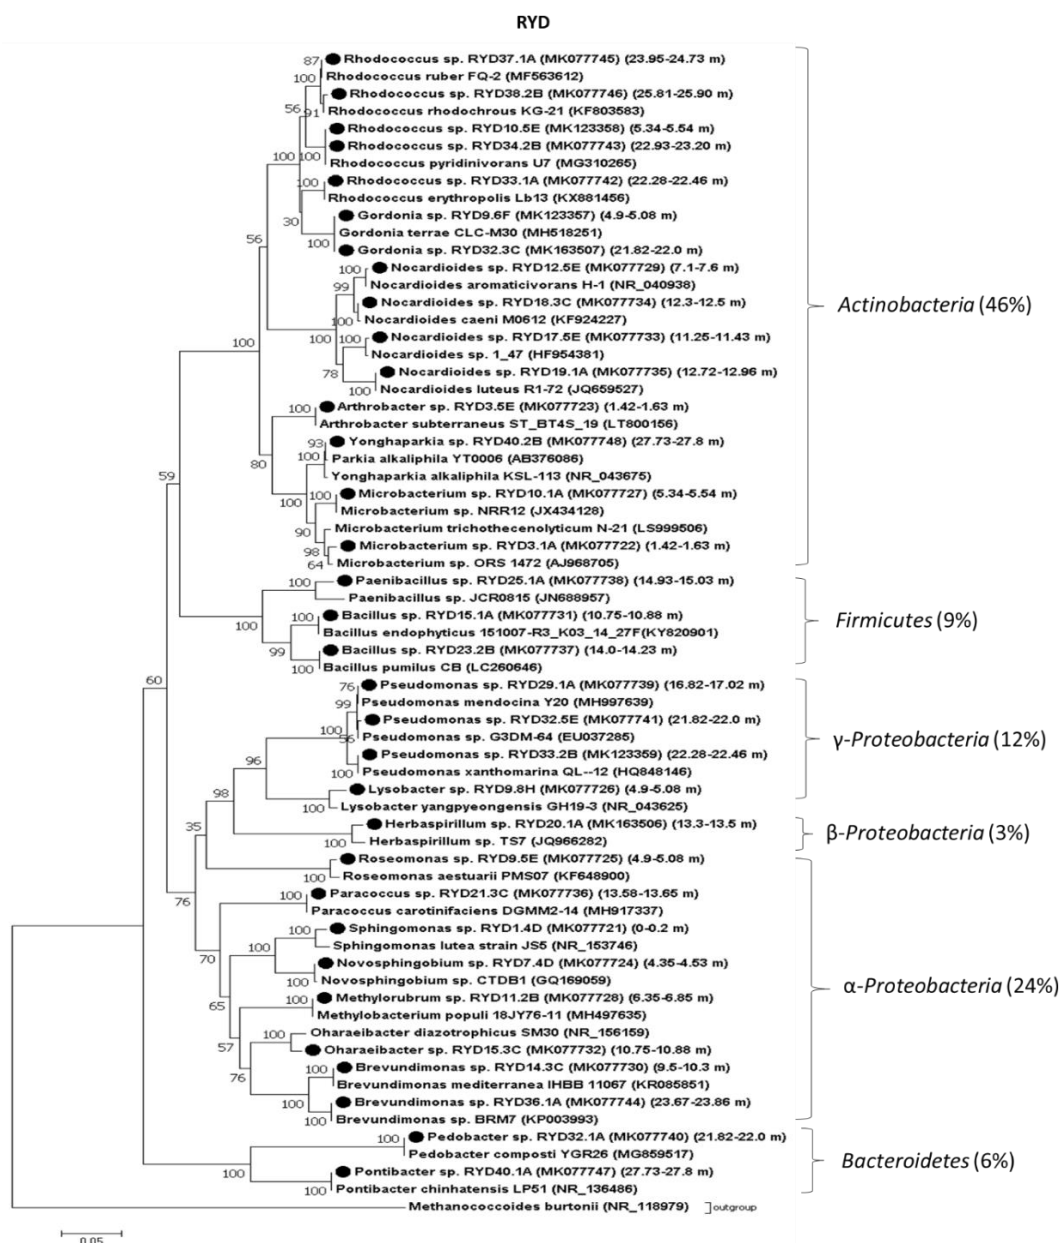 RYD
87 Rhodococcus sp. RYD37.1A (MK077745) (23.95-24.73 m)
100 Rhodococcus ruber FQ-2 (MF563612)
Rhodococcus sp. RYD38.2B (MK077746) (25.81-25.90 m)
56 91 Rhodococcus rhodochrous KG-21 (KF803583)
Rhodococcus sp. RYD10.5E (MK123358) (5.34-5.54 m)
Rhodococcus sp. RYD34.2B (MK077743) (22.93-23.20 m)
100 100 Rhodococcus pyridinivorans U7 (MG310265)
100 Rhodococcus sp. RYD33.1A (MK077742) (22.28-22.46 m)
Rhodococcus erythropolis Lb13 (KX881456)
30 Gordonia sp. RYD9.6F (MK123357) (4.9-5.08 m)
Gordonia terrae CLC-M30 (MH518251)
56 100 Gordonia sp. RYD32.3C (MK163507) (21.82-22.0 m)
100 Nocardioides sp. RYD12.5E (MK077729) (7.1-7.6 m)
99 Nocardioides aromaticivorans H-1 (NR_040938)
Nocardioides sp. RYD18.3C (MK077734) (12.3-12.5 m)
Actinobacteria (46%)
100 Nocardioides caeni M0612 (KF924227)
100 100 Nocardioides sp. RYD17.5E (MK077733) (11.25-11.43 m)
100 Nocardioides sp. 1_47 (HF954381)
78 Nocardioides sp. RYD19.1A (MK077735) (12.72-12.96 m)
100 Nocardioides luteus R1-72 (JQ659527)
100 Arthrobacter sp. RYD3.5E (MK077723) (1.42-1.63 m)
Arthrobacter subterraneus ST_BT4S_19 (LT800156)
93 Yonghaparkia sp. RYD40.2B (MK077748) (27.73-27.8 m)
80 100 Parkia alkaliphila YT0006 (AB376086)
59 Yonghaparkia alkaliphila KSL-113 (NR_043675)
100 100 Microbacterium sp. RYD10.1A (MK077727) (5.34-5.54 m)
Microbacterium sp. NRR12 (JX434128)
90 Microbacterium trichothecenolyticum N-21 (LS999506)
98 Microbacterium sp. RYD3.1A (MK077722) (1.42-1.63 m)
64 Microbacterium sp. ORS 1472 (AJ968705)
100 Paenibacillus sp. RYD25.1A (MK077738) (14.93-15.03 m)
Paenibacillus sp. JCR0815 (JN688957)
100 100 Bacillus sp. RYD15.1A (MK077731) (10.75-10.88 m)
Firmicutes (9%)
Bacillus endophyticus 151007-R3_K03_14_27F(KY820901)
99 Bacillus sp. RYD23.2B (MK077737) (14.0-14.23 m)
100 Bacillus pumilus CB (LC260646)
60 76 Pseudomonas sp. RYD29.1A (MK077739) (16.82-17.02 m)
99 Pseudomonas mendocina Y20 (MH997639)
Pseudomonas sp. RYD32.5E (MK077741) (21.82-22.0 m)
100 56 Pseudomonas sp. G3DM-64 (EU037285)
γ-Proteobacteria (12%)
96 Pseudomonas sp. RYD33.2B (MK123359) (22.28-22.46 m)
100 Pseudomonas xanthomarina QL--12 (HQ848146)
98 Lysobacter sp. RYD9.8H (MK077726) (4.9-5.08 m)
100 Lysobacter yangpyeongensis GH19-3 (NR_043625)
35 Herbaspirillum sp. RYD20.1A (MK163506) (13.3-13.5 m)
β-Proteobacteria (3%)
100 Herbaspirillum sp. TS7 (JQ966282)
Roseomonas sp. RYD9.5E (MK077725) (4.9-5.08 m)
100 Roseomonas aestuarii PMS07 (KF648900)
76 100 Paracoccus sp. RYD21.3C (MK077736) (13.58-13.65 m)
Paracoccus carotinifaciens DGMM2-14 (MH917337)
Sphingomonas sp. RYD1.4D (MK077721) (0-0.2 m)
70 100 Sphingomonas lutea strain JS5 (NR_153746)
100 Novosphingobium sp. RYD7.4D (MK077724) (4.35-4.53 m)
Novosphingobium sp. CTDB1 (GQ169059)
α-Proteobacteria (24%)
65 100 Methylorubrum sp. RYD11.2B (MK077728) (6.35-6.85 m)
Methylobacterium populi 18JY76-11 (MH497635)
57 100 Oharaeibacter diazotrophicus SM30 (NR_156159)
Oharaeibacter sp. RYD15.3C (MK077732) (10.75-10.88 m)
76 100 Brevundimonas sp. RYD14.3C (MK077730) (9.5-10.3 m)
Brevundimonas mediterranea IHBB 11067 (KR085851)
100 Brevundimonas sp. RYD36.1A (MK077744) (23.67-23.86 m)
100 Brevundimonas sp. BRM7 (KP003993)
100 Pedobacter sp. RYD32.1A (MK077740) (21.82-22.0 m)
Pedobacter composti YGR26 (MG859517)
Bacteroidetes (6%)
100 Pontibacter sp. RYD40.1A (MK077747) (27.73-27.8 m)
100 Pontibacter chinhatensis LP51 (NR_136486)
Methanococcoides burtonii (NR_118979) outgroup
0.05